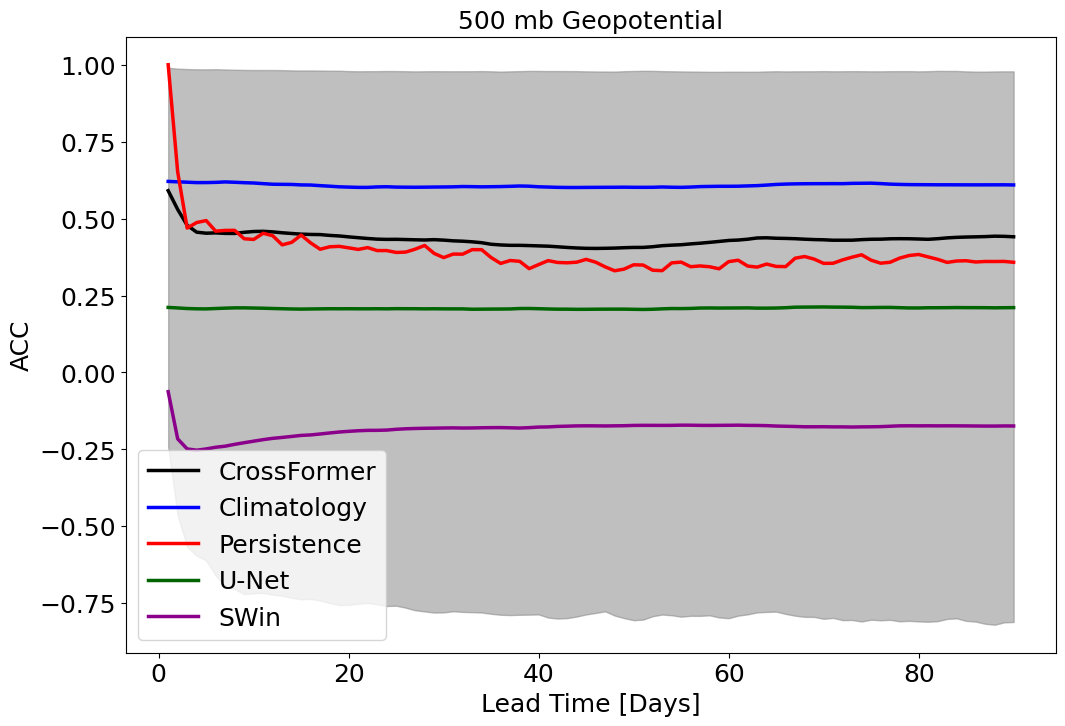 500 mb Geopotential
ACC
1.00
0.75
0.50
0.25
0.00
−0.25
−0.50
−0.75
CrossFormer
Climatology
Persistence
U-Net
SWin
0 20 40 60 80
Lead Time [Days]